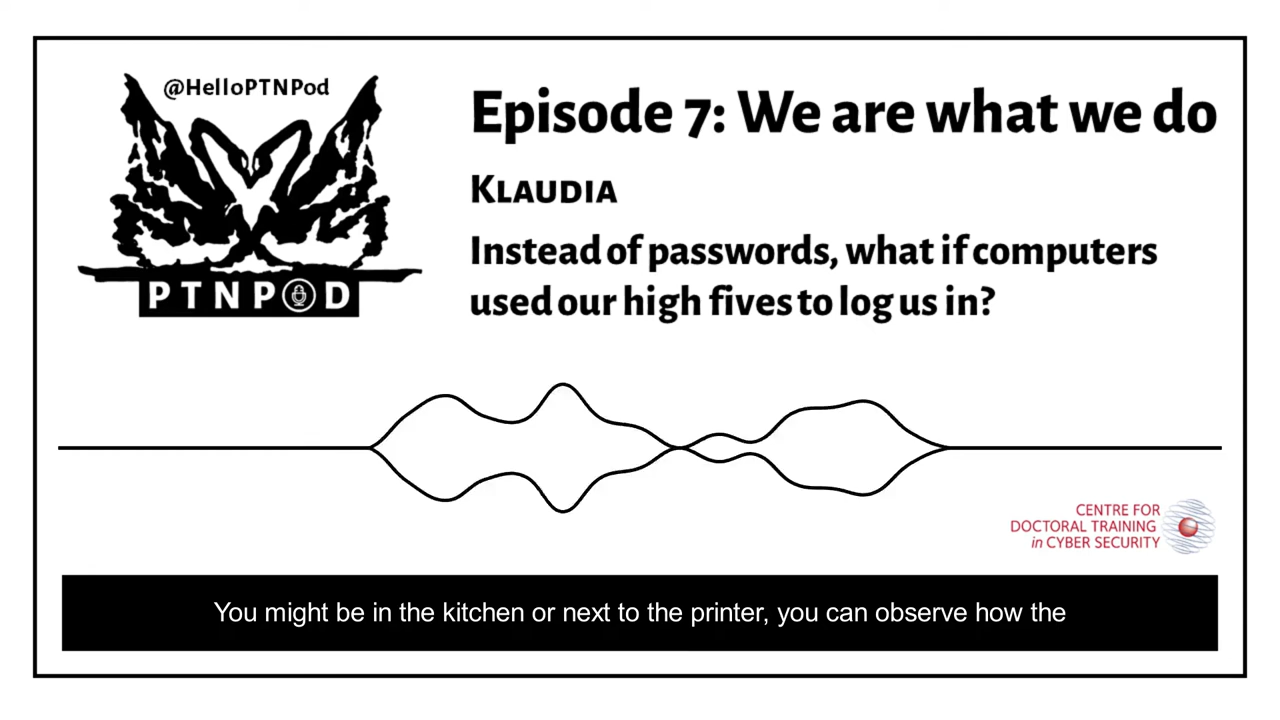 @HelloPTNPod
PTNPOD
Episode 7: We are what we do
KLAUDIA
Instead of passwords, what if computers
used our high fives to log us in?
CENTRE FOR
DOCTORAL TRAINING
in CYBER SECURITY
You might be in the kitchen or next to the printer, you can observe how the